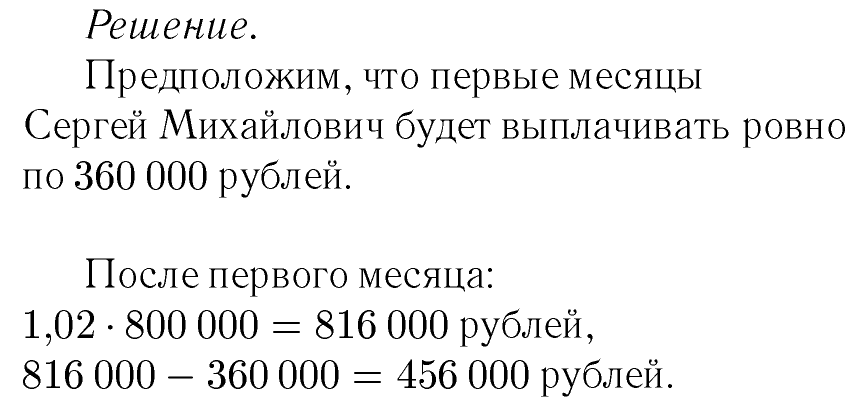 Решение.
Предположим, что первые месяцы
Сергей Михайлович будет выплачивать ровно
по 360 000 рублей.
После первого месяца:
1,02 · 800 000 = 816 000 рублей,
816 000 − 360 000 = 456 000 рублей.